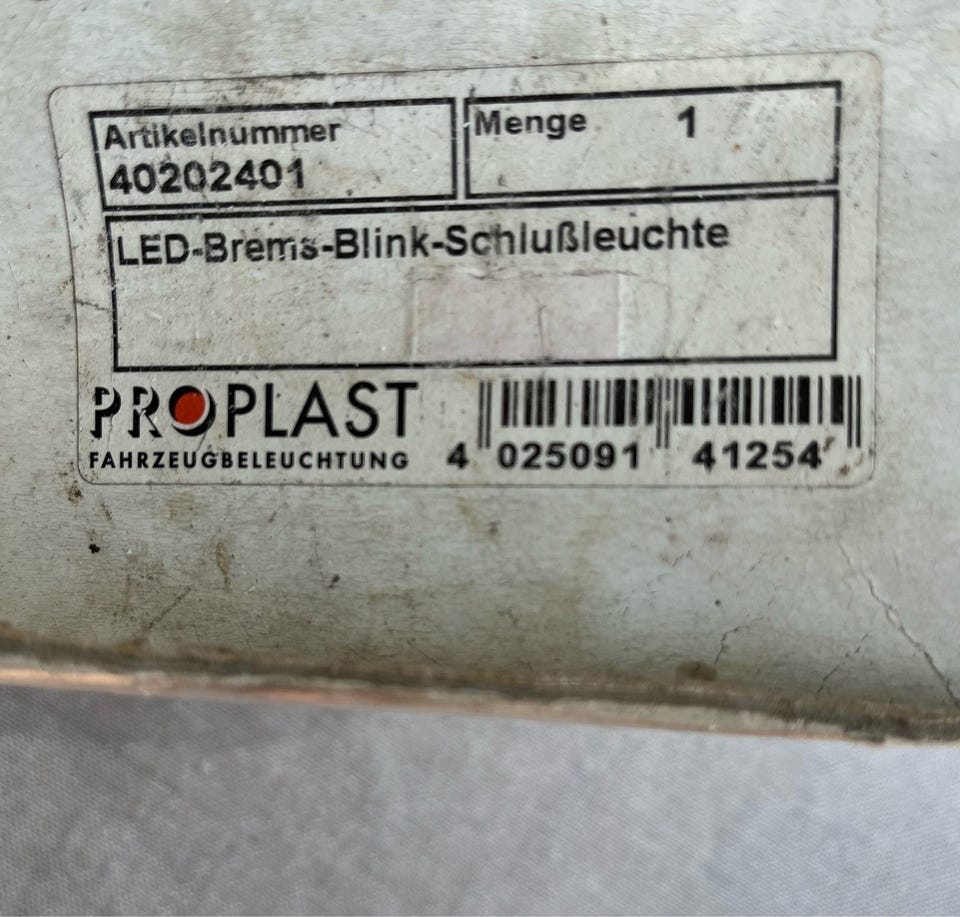 Artikelnummer
40202401
Menge 1
LED-Brems-Blink-Schlußleuchte
PROPLAST
FAHRZEUGBELEUCHTUNG
4 025091 41254